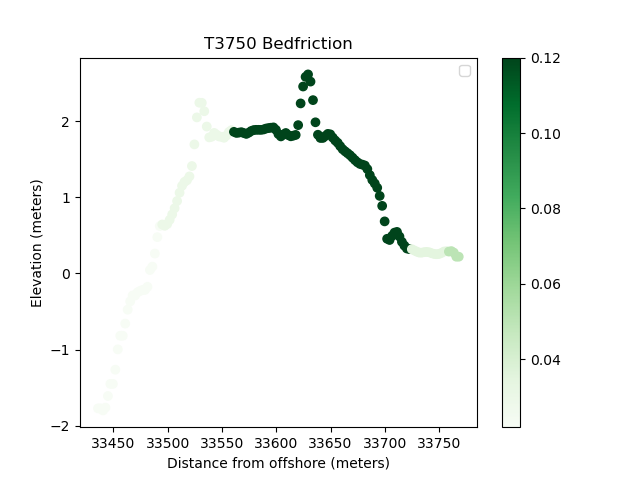 T3750 Bedfriction
Elevation (meters)
2
1
0
−1
−2
33450 33500 33550 33600 33650 33700 33750
Distance from offshore (meters)
0.12
0.10
0.08
0.06
0.04